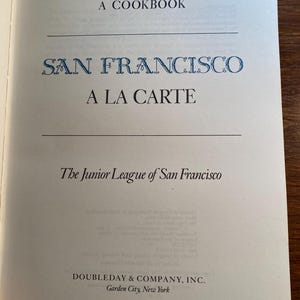 A COOKBOOK
SAN FRANCISCO
A LA CARTE
The Junior League of San Francisco
DOUBLEDAY & COMPANY, INC.
Garden City, New York